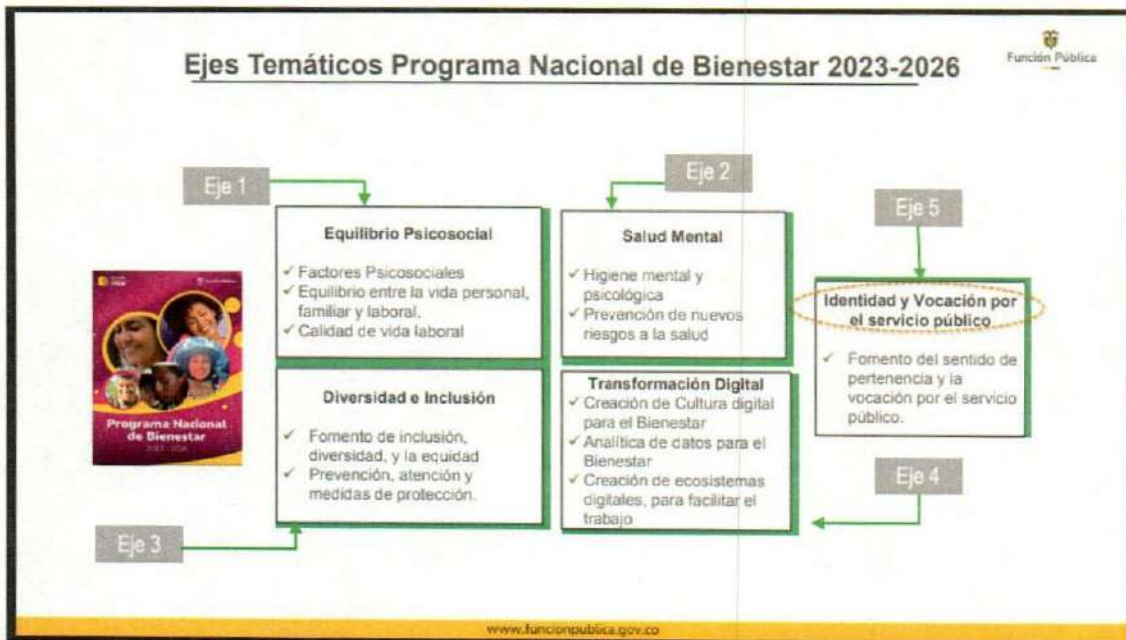 Ejes Temáticos Programa Nacional de Bienestar 2023-2026
Función Pública
Eje 1
Equilibrio Psicosocial
✓ Factores Psicosociales
✓ Equilibrio entre la vida personal,
familiar y laboral.
✓ Calidad de vida laboral
Eje 2
Salud Mental
✓ Higiene mental y
psicológica
✓ Prevención de nuevos
riesgos a la salud
Eje 5
Identidad y Vocación por
el servicio público
✓ Fomento del sentido de
pertenencia y la
vocación por el servicio
público.
Programa Nacional
de Bienestar
Diversidad e Inclusión
✓ Fomento de inclusión,
diversidad, y la equidad
✓ Prevención, atención y
medidas de protección.
Eje 3
Transformación Digital
✓ Creación de Cultura digital
para el Bienestar
✓ Analítica de datos para el
Bienestar
✓ Creación de ecosistemas
digitales, para facilitar el
trabajo
Eje 4
www.funcionpublica.gov.co